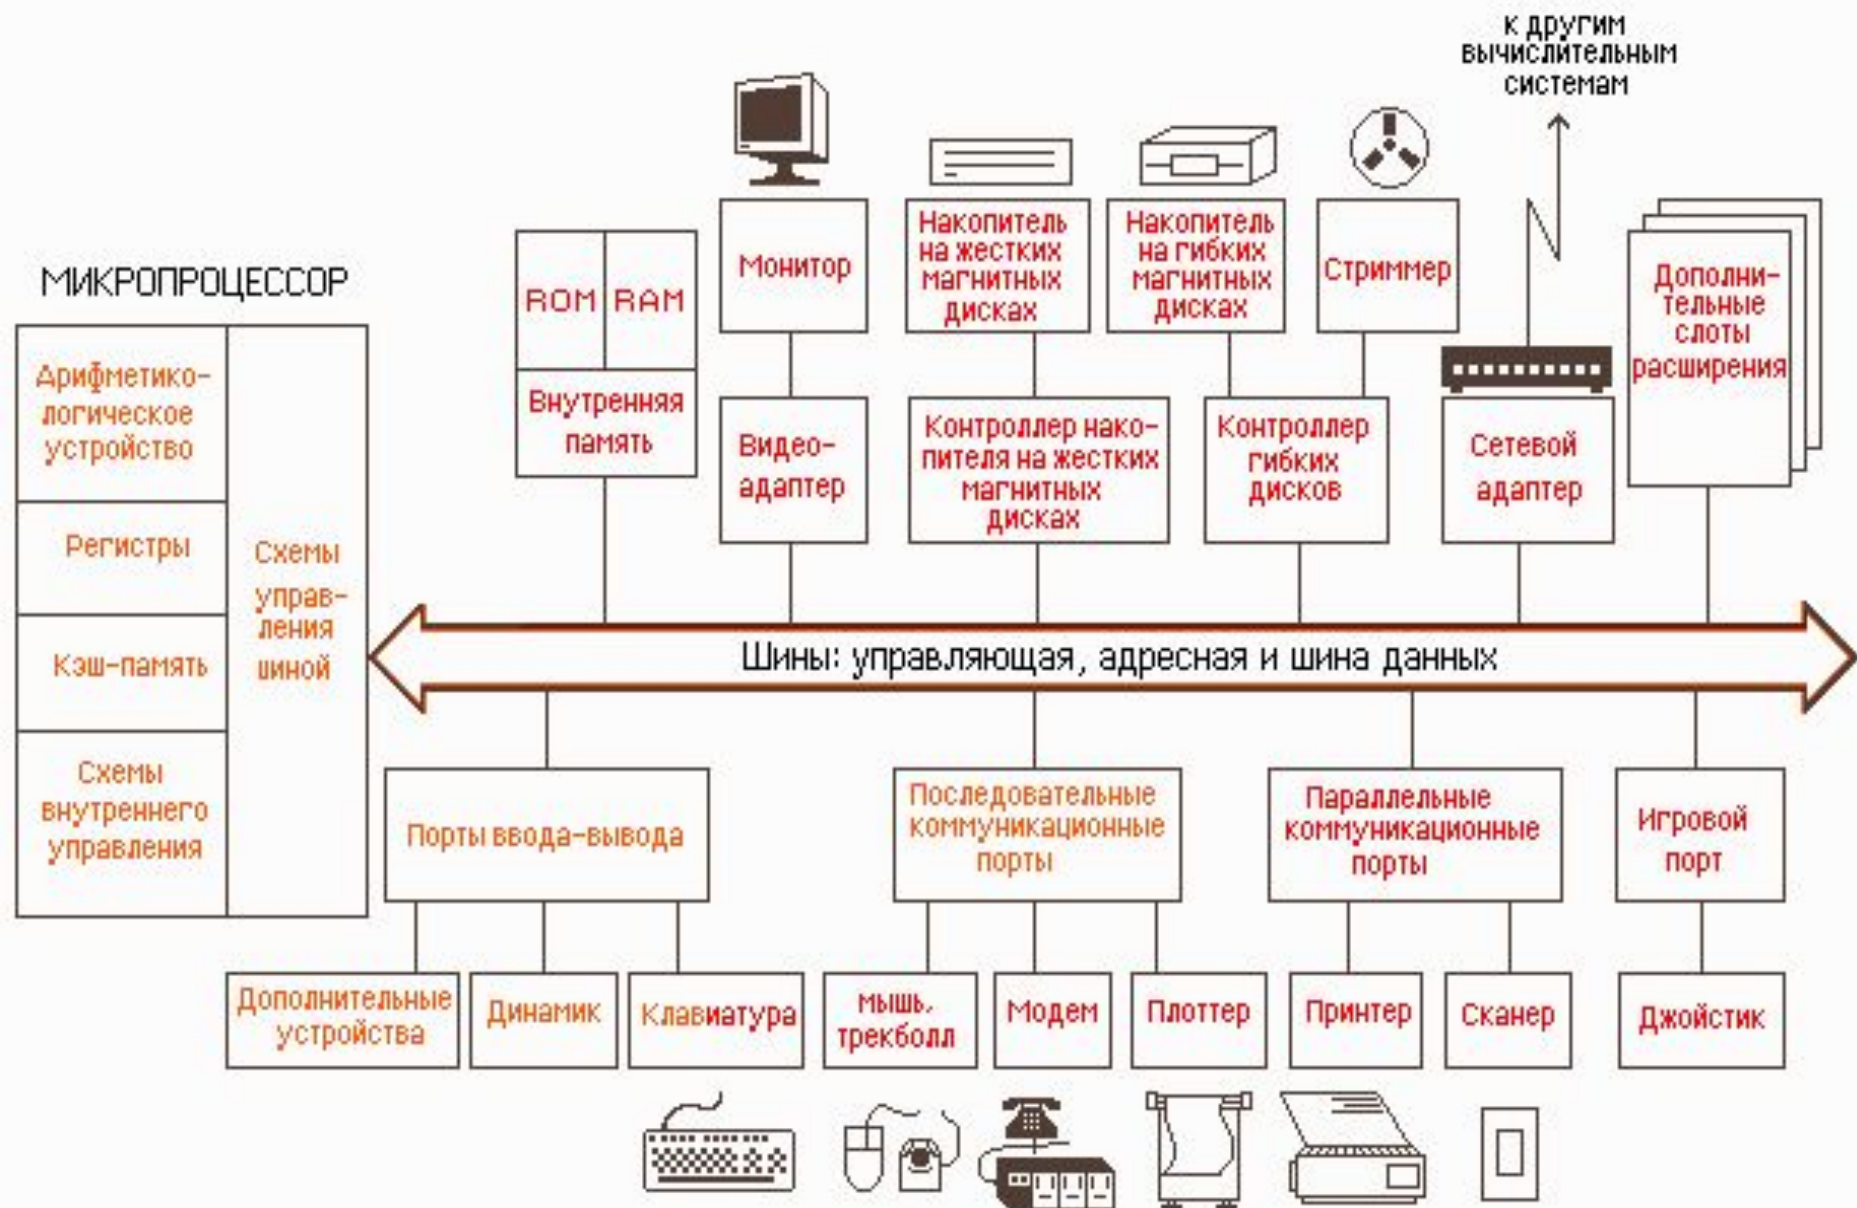 к другим
вычислительным
системам
МИКРОПРОЦЕССОР
Арифметико-
логическое
устройство
Регистры
Кэш-память
Схемы
внутреннего
управления
Схемы
управ-
ления
шиной
ROM RAM
Внутренняя
память
Монитор
Видео-
адаптер
Накопитель
на жестких
магнитных
дисках
Контроллер нако-
пителя на жестких
магнитных
дисках
Накопитель
на гибких
магнитных
дисках
Стриммер
Контроллер
гибких
дисков
Сетевой
адаптер
Дополни-
тельные
слоты
расширения
Шины: управляющая, адресная и шина данных
Порты ввода-вывода
Дополнительные
устройства
Динамик
Клавиатура
Последовательные
коммуникационные
порты
мышь,
трекболл
Модем
Плоттер
Параллельные
коммуникационные
порты
Принтер
Сканер
Игровой
порт
Джойстик